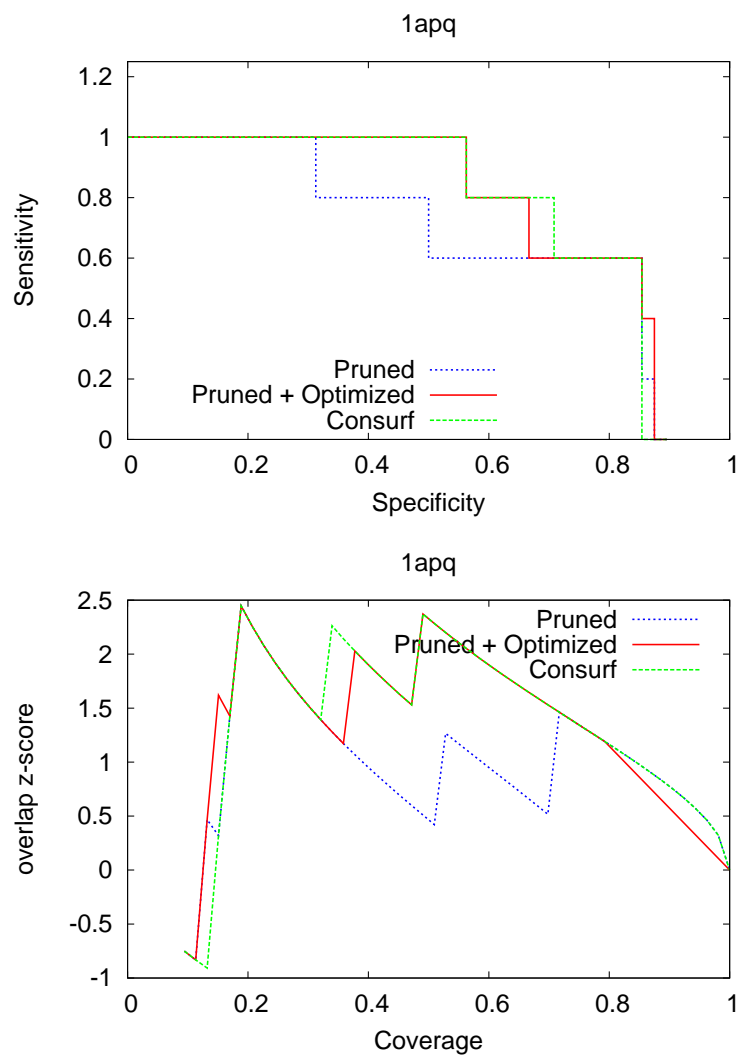 1apq
1.2
1
0.8
0.6
0.4
0.2
0
Sensitivity
Pruned
Pruned + Optimized
Consurf
0 0.2 0.4 0.6 0.8 1
Specificity
1apq
2.5
2
1.5
1
0.5
0
-0.5
-1
overlap z-score
Pruned
Pruned + Optimized
Consurf
0 0.2 0.4 0.6 0.8 1
Coverage